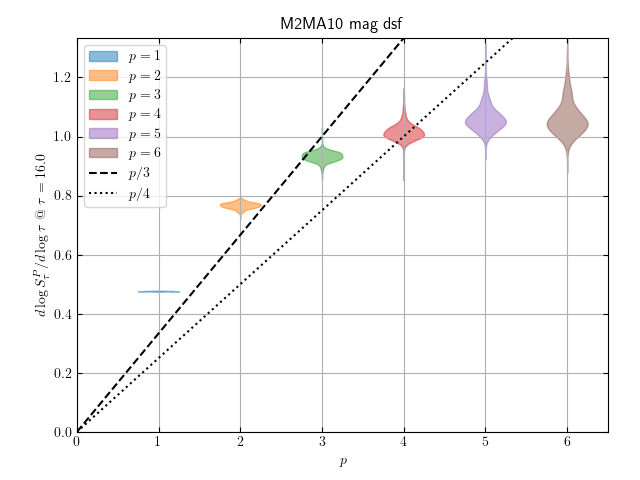 M2MA10 mag dsf
d log S_τ^P / d log τ @ τ = 16.0
1.2
1.0
0.8
0.6
0.4
0.2
0.0
0 1 2 3 4 5 6
p
p = 1
p = 2
p = 3
p = 4
p = 5
p = 6
p/3
p/4